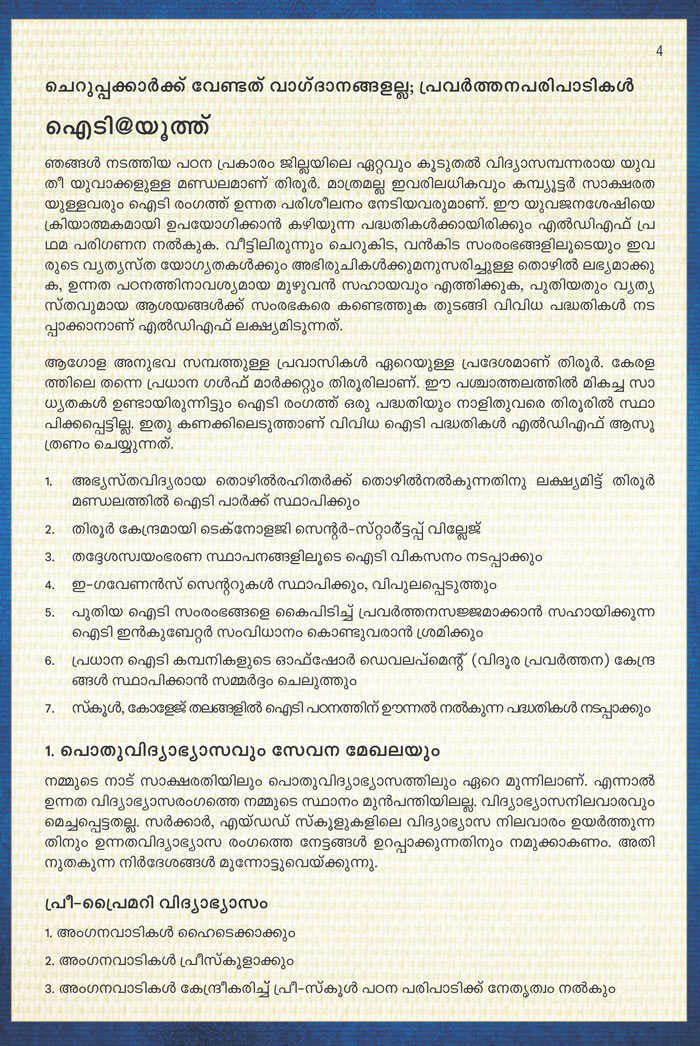 4
ചെറുപ്പക്കാർക്ക് വേണ്ടത് വാഗ്ദാനങ്ങളല്ല; പ്രവർത്തനപരിപാടികൾ
ഐടി@യൂത്ത്
ഞങ്ങൾ നടത്തിയ പഠന പ്രകാരം ജില്ലയിലെ ഏറ്റവും കൂടുതൽ വിദ്യാസമ്പന്നരായ യുവ
തീ യുവാക്കളുള്ള മണ്ഡലമാണ് തിരൂർ. മാത്രമല്ല ഇവരിലധികവും കമ്പ്യൂട്ടർ സാക്ഷരത
യുള്ളവരും ഐടി രംഗത്ത് ഉന്നത പരിശീലനം നേടിയവരുമാണ്. ഈ യുവജനശേഷിയെ
ക്രിയാത്മകമായി ഉപയോഗിക്കാൻ കഴിയുന്ന പദ്ധതികൾക്കായിരിക്കും എൽഡിഎഫ് പ്ര
ഥമ പരിഗണന നൽകുക. വീട്ടിലിരുന്നും ചെറുകിട, വൻകിട സംരംഭങ്ങളിലൂടെയും ഇവ
രുടെ വ്യത്യസ്ത യോഗ്യതകൾക്കും അഭിരുചികൾക്കുമനുസരിച്ചുള്ള തൊഴിൽ ലഭ്യമാക്കു
ക, ഉന്നത പഠനത്തിനാവശ്യമായ മുഴുവൻ സഹായവും എത്തിക്കുക, പുതിയതും വ്യത്യ
സ്തവുമായ ആശയങ്ങൾക്ക് സംരഭകരെ കണ്ടെത്തുക തുടങ്ങി വിവിധ പദ്ധതികൾ നട
പ്പാക്കാനാണ് എൽഡിഎഫ് ലക്ഷ്യമിടുന്നത്.
ആഗോള അനുഭവ സമ്പത്തുള്ള പ്രവാസികൾ ഏറെയുള്ള പ്രദേശമാണ് തിരൂർ. കേരള
ത്തിലെ തന്നെ പ്രധാന ഗൾഫ് മാർക്കറ്റും തിരൂരിലാണ്. ഈ പശ്ചാത്തലത്തിൽ മികച്ച സാ
ധ്യതകൾ ഉണ്ടായിരുന്നിട്ടും ഐടി രംഗത്ത് ഒരു പദ്ധതിയും നാളിതുവരെ തിരൂരിൽ സ്ഥാ
പിക്കപ്പെട്ടില്ല. ഇതു കണക്കിലെടുത്താണ് വിവിധ ഐടി പദ്ധതികൾ എൽഡിഎഫ് ആസൂ
ത്രണം ചെയ്യുന്നത്.
1. അഭ്യസ്തവിദ്യരായ തൊഴിൽരഹിതർക്ക് തൊഴിൽനൽകുന്നതിനു ലക്ഷ്യമിട്ട് തിരൂർ
മണ്ഡലത്തിൽ ഐടി പാർക്ക് സ്ഥാപിക്കും
2. തിരൂർ കേന്ദ്രമായി ടെക്നോളജി സെന്റർ-സ്റ്റാർട്ടപ്പ് വില്ലേജ്
3. തദ്ദേശസ്വയംഭരണ സ്ഥാപനങ്ങളിലൂടെ ഐടി വികസനം നടപ്പാക്കും
4. ഇ-ഗവേണൻസ് സെന്ററുകൾ സ്ഥാപിക്കും, വിപുലപ്പെടുത്തും
5. പുതിയ ഐടി സംരംഭങ്ങളെ കൈപിടിച്ച് പ്രവർത്തനസജ്ജമാക്കാൻ സഹായിക്കുന്ന
ഐടി ഇൻകുബേറ്റർ സംവിധാനം കൊണ്ടുവരാൻ ശ്രമിക്കും
6. പ്രധാന ഐടി കമ്പനികളുടെ ഓഫ്ഷോർ ഡെവലപ്മെന്റ് (വിദൂര പ്രവർത്തന) കേന്ദ്ര
ങ്ങൾ സ്ഥാപിക്കാൻ സമ്മർദ്ദം ചെലുത്തും
7. സ്കൂൾ, കോളേജ് തലങ്ങളിൽ ഐടി പഠനത്തിന് ഊന്നൽ നൽകുന്ന പദ്ധതികൾ നടപ്പാക്കും
1. പൊതുവിദ്യാഭ്യാസവും സേവന മേഖലയും
നമ്മുടെ നാട് സാക്ഷരതിയിലും പൊതുവിദ്യാഭ്യാസത്തിലും ഏറെ മുന്നിലാണ്. എന്നാൽ
ഉന്നത വിദ്യാഭ്യാസരംഗത്തെ നമ്മുടെ സ്ഥാനം മുൻപന്തിയിലല്ല. വിദ്യാഭ്യാസനിലവാരവും
മെച്ചപ്പെട്ടതല്ല. സർക്കാർ, എയ്ഡഡ് സ്കൂളുകളിലെ വിദ്യാഭ്യാസ നിലവാരം ഉയർത്തുന്ന
തിനും ഉന്നതവിദ്യാഭ്യാസ രംഗത്തെ നേട്ടങ്ങൾ ഉറപ്പാക്കുന്നതിനും നമുക്കാകണം. അതി
നുതകുന്ന നിർദേശങ്ങൾ മുന്നോട്ടുവെയ്ക്കുന്നു.
പ്രീ-പ്രൈമറി വിദ്യാഭ്യാസം
1. അംഗനവാടികൾ ഹൈടെക്കാക്കും
2. അംഗനവാടികൾ പ്രീസ്കൂളാക്കും
3. അംഗനവാടികൾ കേന്ദ്രീകരിച്ച് പ്രീ-സ്കൂൾ പഠന പരിപാടിക്ക് നേതൃത്വം നൽകും